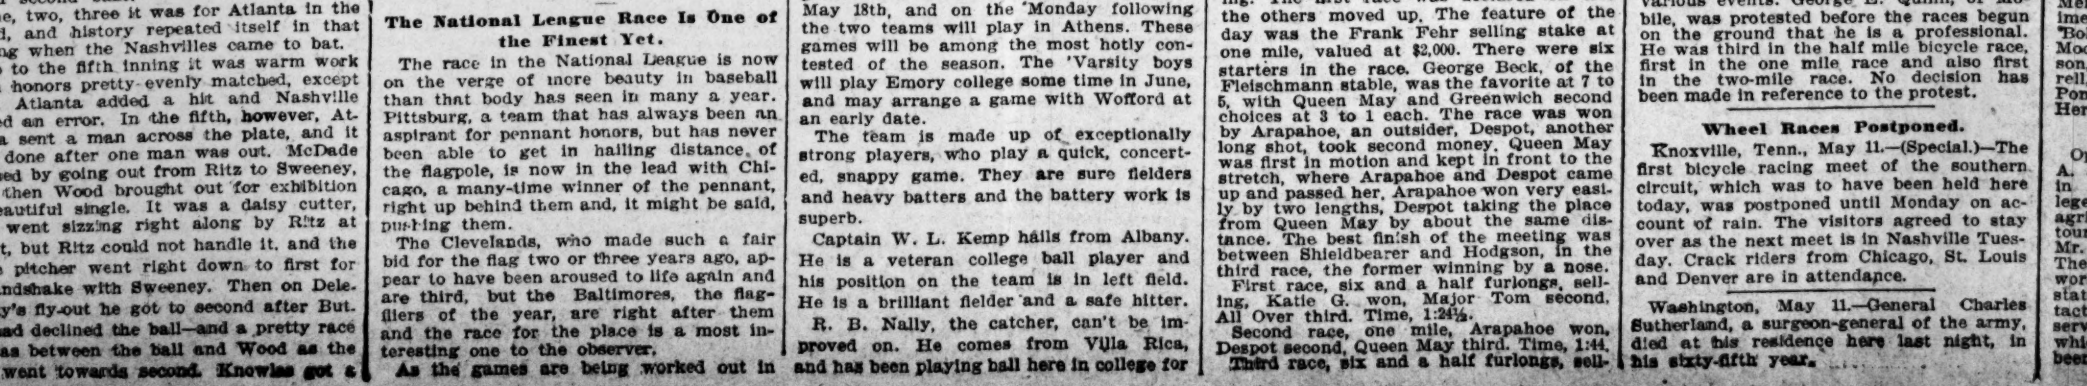 e, two, three it was for Atlanta in the
d, and history repeated itself in that
ng when the Nashvilles came to bat.
to the fifth inning it was warm work
honors pretty evenly matched, except
Atlanta added a hit and Nashville
ed an error. In the fifth, however, At-
a sent a man across the plate, and it
done after one man was out. McDade
ed by going out from Ritz to Sweeney,
then Wood brought out for exhibition
eautiful single. It was a daisy cutter,
went sizzing right along by Ritz at
t, but Ritz could not handle it, and the
pitcher went right down to first for
andshake with Sweeney. Then on Dele-
y's fly-out he got to second after But-
ad declined the ball—and a pretty race
as between the ball and Wood as the
went towards second. Knowles got a
The National League Race Is One of
the Finest Yet.
The race in the National League is now
on the verge of more beauty in baseball
than that body has seen in many a year.
Pittsburg, a team that has always been an
aspirant for pennant honors, but has never
been able to get in hailing distance of
the flagpole, is now in the lead with Chi-
cago, a many-time winner of the pennant,
right up behind them and, it might be said,
pushing them.
The Clevelands, who made such a fair
bid for the flag two or three years ago, ap-
pear to have been aroused to life again and
are third, but the Baltimores, the flag-
fliers of the year, are right after them
and the race for the place is a most in-
teresting one to the observer.
As the games are being worked out in
May 18th, and on the Monday following
the two teams will play in Athens. These
games will be among the most hotly con-
tested of the season. The 'Varsity boys
will play Emory college some time in June,
and may arrange a game with Wofford at
an early date.
The team is made up of exceptionally
strong players, who play a quick, concert-
ed, snappy game. They are sure fielders
and heavy batters and the battery work is
superb.
Captain W. L. Kemp hails from Albany.
He is a veteran college ball player and
his position on the team is in left field.
He is a brilliant fielder and a safe hitter.
R. B. Nally, the catcher, can't be im-
proved on. He comes from Villa Rica,
and has been playing ball here in college for
the others moved up. The feature of the
day was the Frank Fehr selling stake at
one mile, valued at $2,000. There were six
starters in the race. George Beck, of the
Fleischmann stable, was the favorite at 7 to
5, with Queen May and Greenwich second
choices at 3 to 1 each. The race was won
by Arapahoe, an outsider, Despot, another
long shot, took second money. Queen May
was first in motion and kept in front to the
stretch, where Arapahoe and Despot came
up and passed her. Arapahoe won very easi-
ly by two lengths, Despot taking the place
from Queen May by about the same dis-
tance. The best finish of the meeting was
between Shieldbearer and Hodgson, in the
third race, the former winning by a nose.
First race, six and a half furlongs, sell-
ing, Katie G. won, Major Tom second,
All Over third. Time, 1:24½.
Second race, one mile, Arapahoe won,
Despot second, Queen May third. Time, 1:44.
Third race, six and a half furlongs, sell-
various events. George E. Quinn, of Mo-
bile, was protested before the races begun
on the ground that he is a professional.
He was third in the half mile bicycle race,
first in the one mile race and also first
in the two-mile race. No decision has
been made in reference to the protest.
Wheel Races Postponed.
Knoxville, Tenn., May 11.—(Special.)—The
first bicycle racing meet of the southern
circuit, which was to have been held here
today, was postponed until Monday on ac-
count of rain. The visitors agreed to stay
over as the next meet is in Nashville Tues-
day. Crack riders from Chicago, St. Louis
and Denver are in attendance.
Washington, May 11.—General Charles
Sutherland, a surgeon-general of the army,
died at his residence here last night, in
his sixty-fifth year.